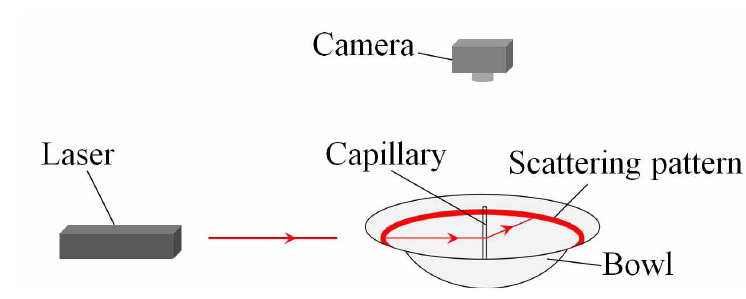 Camera
Laser
Capillary
Scattering pattern
Bowl